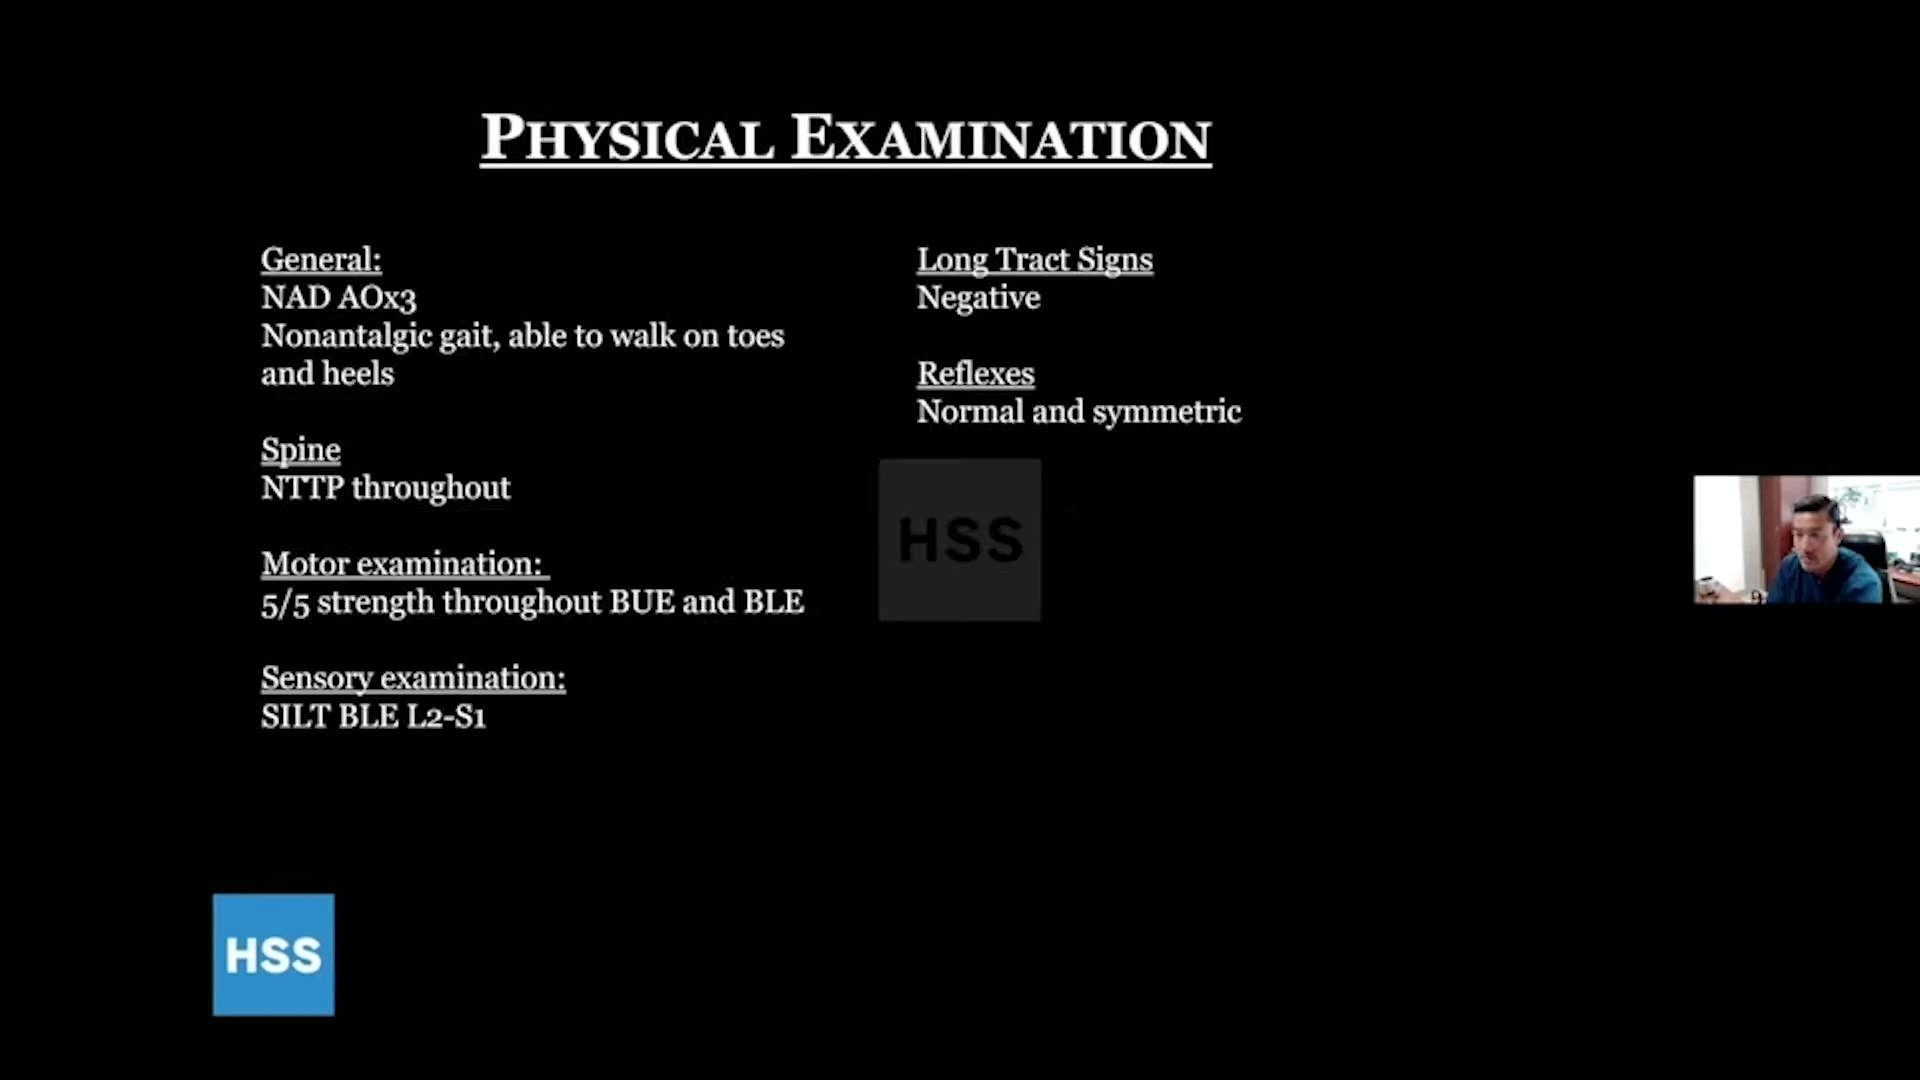 PHYSICAL EXAMINATION
General:
NAD AOx3
Nonantalgic gait, able to walk on toes
and heels
Spine
NTTP throughout
Motor examination:
5/5 strength throughout BUE and BLE
Sensory examination:
SILT BLE L2-S1
Long Tract Signs
Negative
Reflexes
Normal and symmetric
HSS
HSS